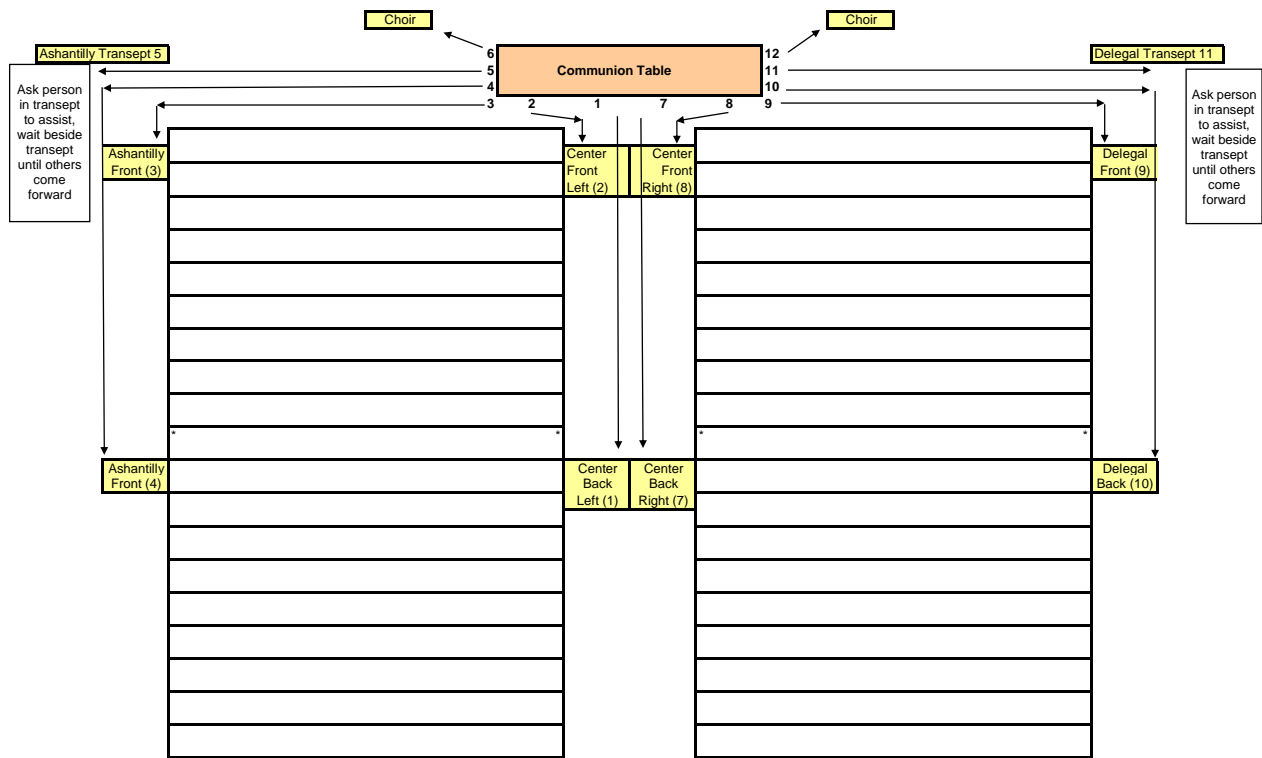 Choir
Choir
Ashantilly Transept 5
6
Communion Table
12
Delegal Transept 11
5
11
4
10
3
2
1
7
8
9
Ask person
in transept
to assist,
wait beside
transept
until others
come
forward
Ask person
in transept
to assist,
wait beside
transept
until others
come
forward
Ashantilly
Front (3)
Center
Front
Left (2)
Center
Front
Right (8)
Delegal
Front (9)
*
*
*
*
Ashantilly
Front (4)
Center
Back
Left (1)
Center
Back
Right (7)
Delegal
Back (10)